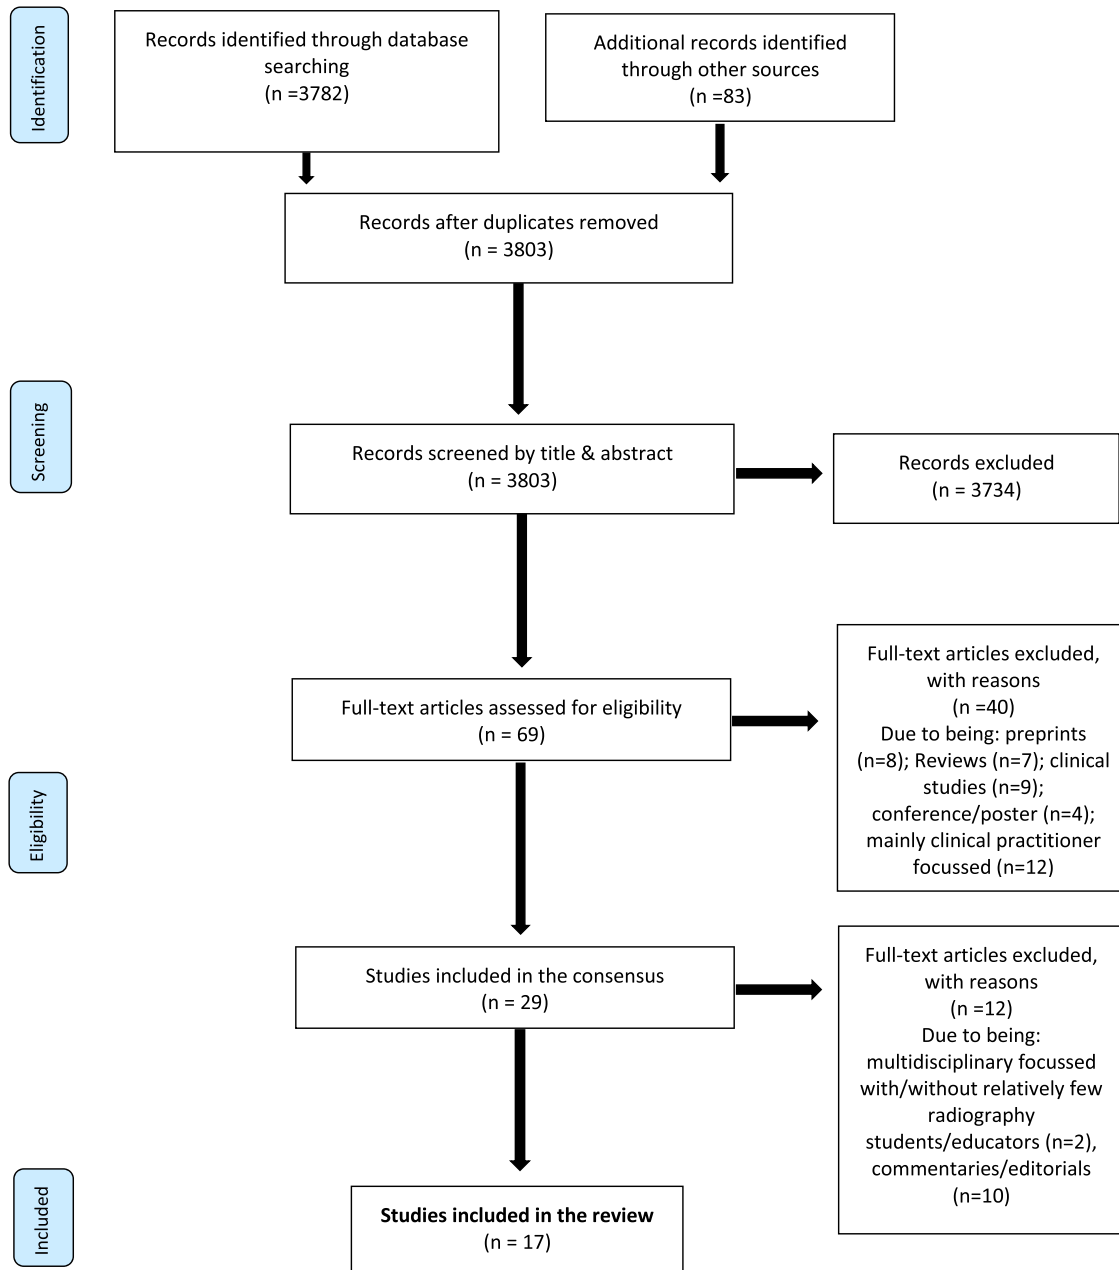 Identification
Records identified through database
searching
(n =3782)
Additional records identified
through other sources
(n =83)
Records after duplicates removed
(n = 3803)
Screening
Records screened by title & abstract
(n = 3803)
Records excluded
(n = 3734)
Eligibility
Full-text articles assessed for eligibility
(n = 69)
Full-text articles excluded,
with reasons
(n =40)
Due to being: preprints
(n=8); Reviews (n=7); clinical
studies (n=9);
conference/poster (n=4);
mainly clinical practitioner
focussed (n=12)
Studies included in the consensus
(n = 29)
Full-text articles excluded,
with reasons
(n =12)
Due to being:
multidisciplinary focussed
with/without relatively few
radiography
students/educators (n=2),
commentaries/editorials
(n=10)
Included
Studies included in the review
(n = 17)